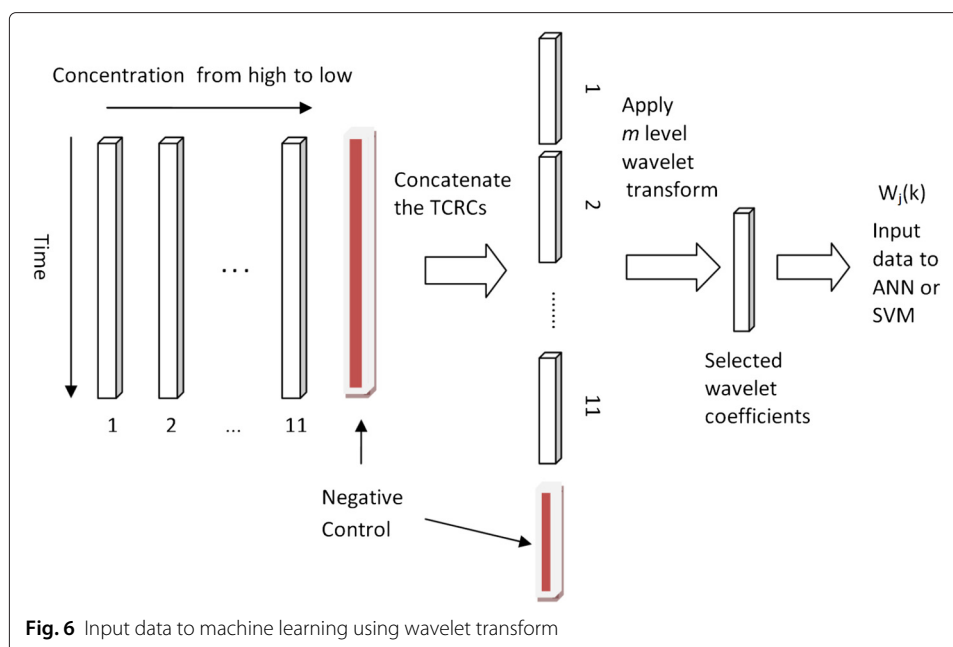 Concentration from high to low
Time
...
1 2 ... 11
Negative
Control
Concatenate
the TCRCs
1
2
......
11
Apply
m level
wavelet
transform
Selected
wavelet
coefficients
Wj(k)
Input
data to
ANN or
SVM
Fig. 6 Input data to machine learning using wavelet transform